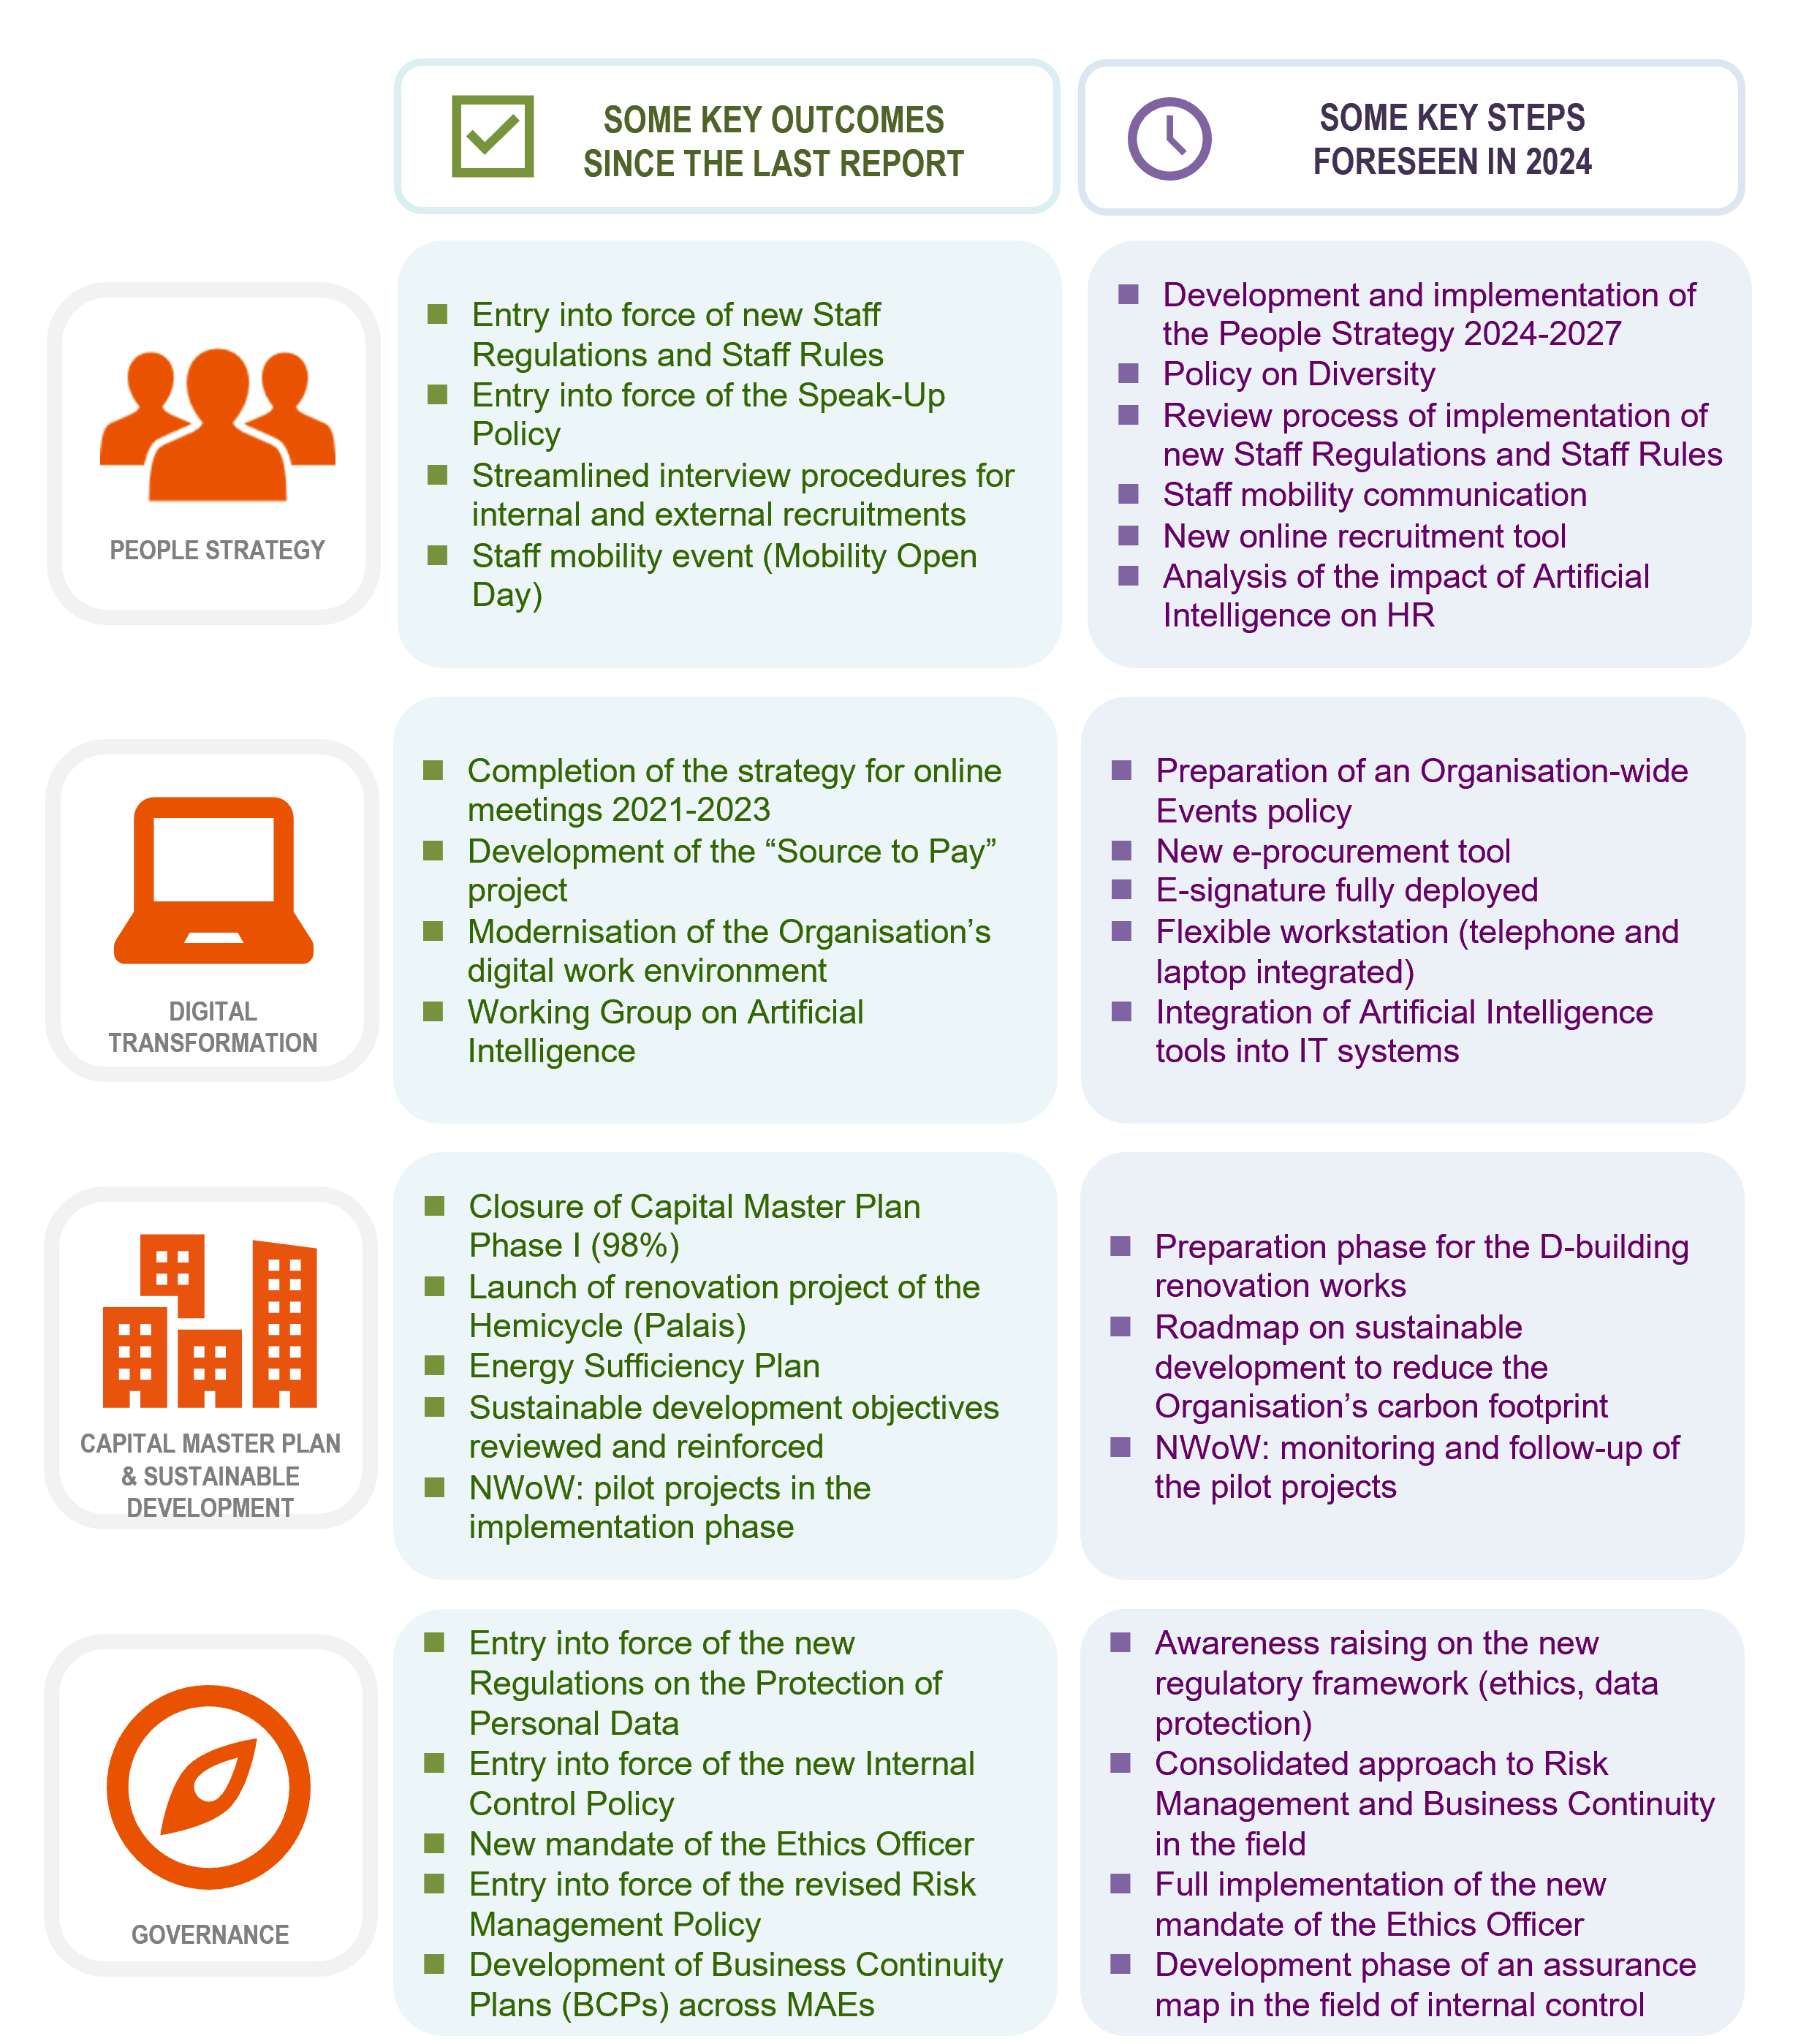 SOME KEY OUTCOMES
SINCE THE LAST REPORT
SOME KEY STEPS
FORESEEN IN 2024
PEOPLE STRATEGY
Entry into force of new Staff
Regulations and Staff Rules
Entry into force of the Speak-Up
Policy
Streamlined interview procedures for
internal and external recruitments
Staff mobility event (Mobility Open
Day)
Development and implementation of
the People Strategy 2024-2027
Policy on Diversity
Review process of implementation of
new Staff Regulations and Staff Rules
Staff mobility communication
New online recruitment tool
Analysis of the impact of Artificial
Intelligence on HR
DIGITAL
TRANSFORMATION
Completion of the strategy for online
meetings 2021-2023
Development of the “Source to Pay”
project
Modernisation of the Organisation’s
digital work environment
Working Group on Artificial
Intelligence
Preparation of an Organisation-wide
Events policy
New e-procurement tool
E-signature fully deployed
Flexible workstation (telephone and
laptop integrated)
Integration of Artificial Intelligence
tools into IT systems
CAPITAL MASTER PLAN
& SUSTAINABLE
DEVELOPMENT
Closure of Capital Master Plan
Phase I (98%)
Launch of renovation project of the
Hemicycle (Palais)
Energy Sufficiency Plan
Sustainable development objectives
reviewed and reinforced
NWoW: pilot projects in the
implementation phase
Preparation phase for the D-building
renovation works
Roadmap on sustainable
development to reduce the
Organisation’s carbon footprint
NWoW: monitoring and follow-up of
the pilot projects
GOVERNANCE
Entry into force of the new
Regulations on the Protection of
Personal Data
Entry into force of the new Internal
Control Policy
New mandate of the Ethics Officer
Entry into force of the revised Risk
Management Policy
Development of Business Continuity
Plans (BCPs) across MAEs
Awareness raising on the new
regulatory framework (ethics, data
protection)
Consolidated approach to Risk
Management and Business Continuity
in the field
Full implementation of the new
mandate of the Ethics Officer
Development phase of an assurance
map in the field of internal control